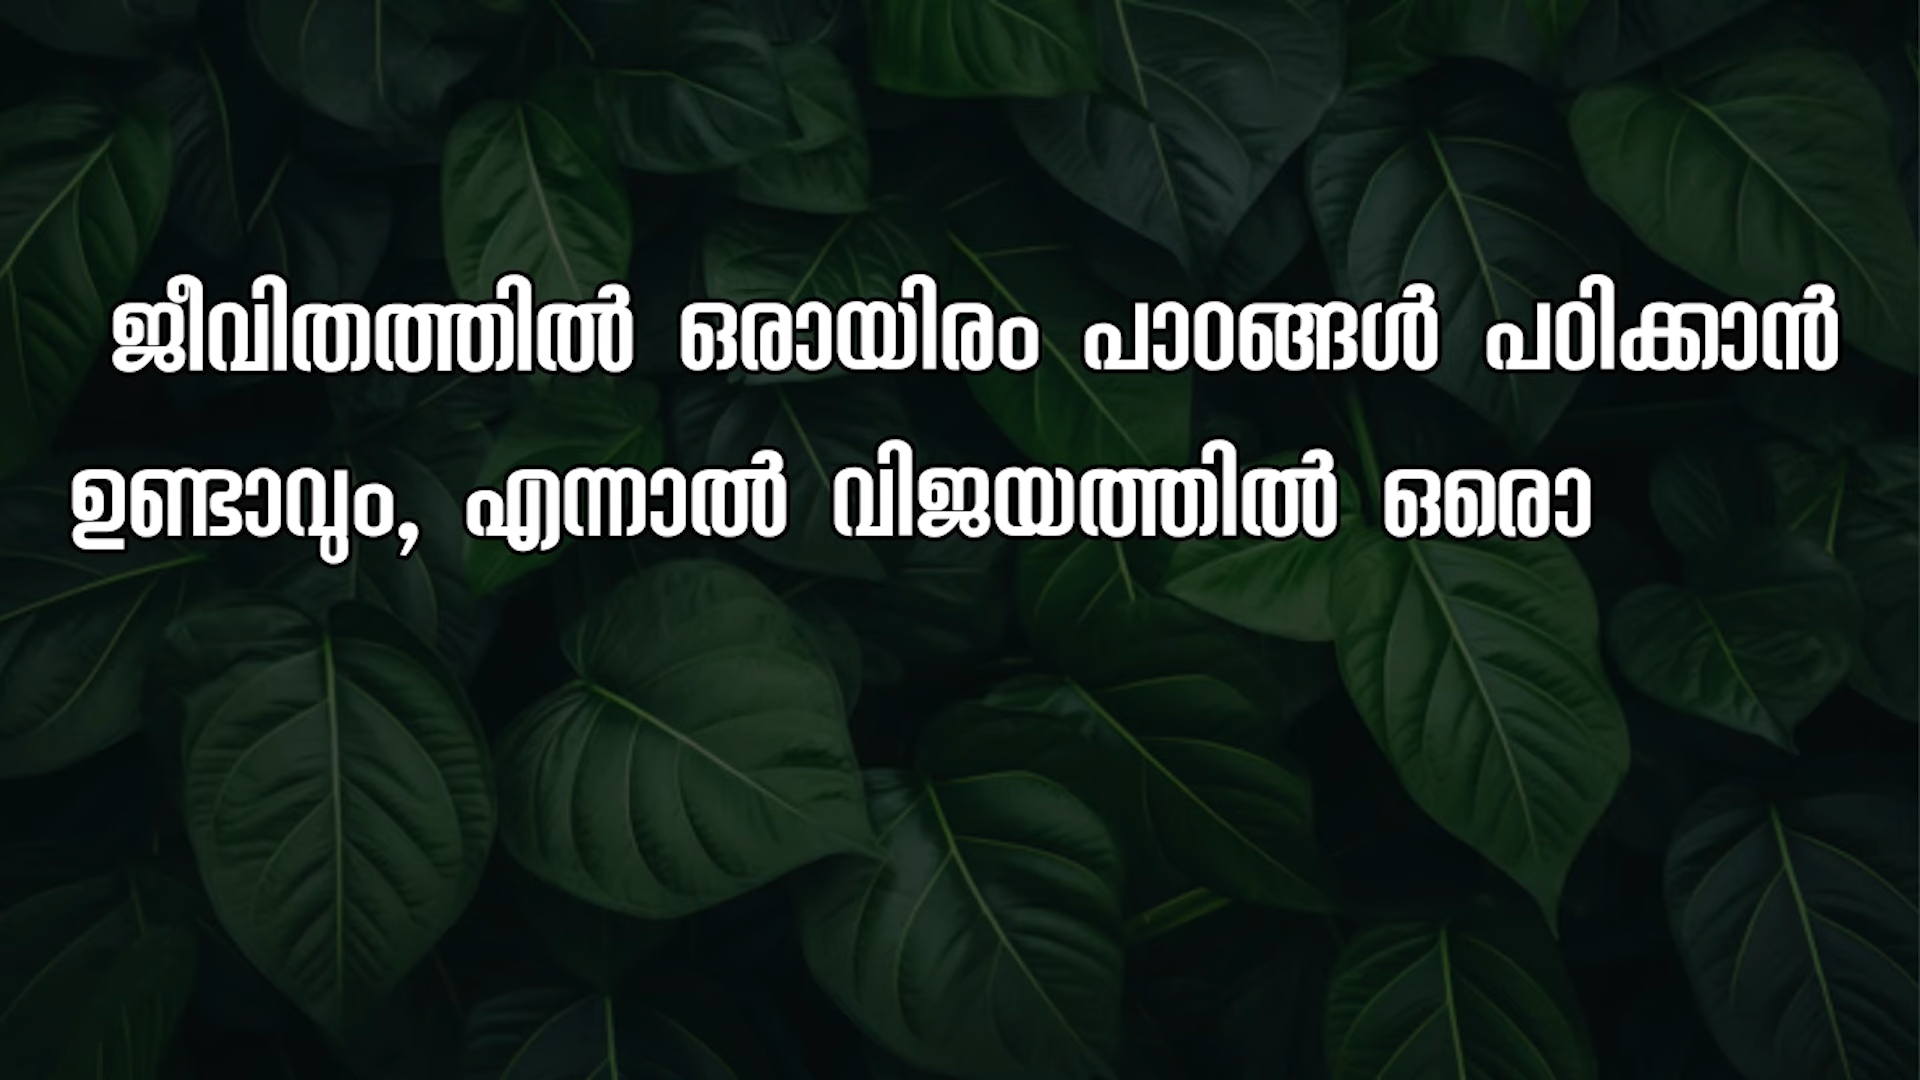 ജീവിതത്തിൽ ഒരായിരം പാഠങ്ങൾ പഠിക്കാൻ
ഉണ്ടാവും, എന്നാൽ വിജയത്തിൽ ഒരൊ